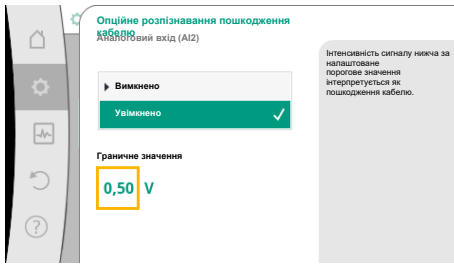 Опційне розпізнавання пошкодження
кабелю
Аналоговий вхід (AI2)
Вимкнено
Увімкнено
Граничне значення
0,50 V
Інтенсивність сигналу нижча за
налаштоване
порогове значення
інтерпретується як
пошкодження кабелю.
?